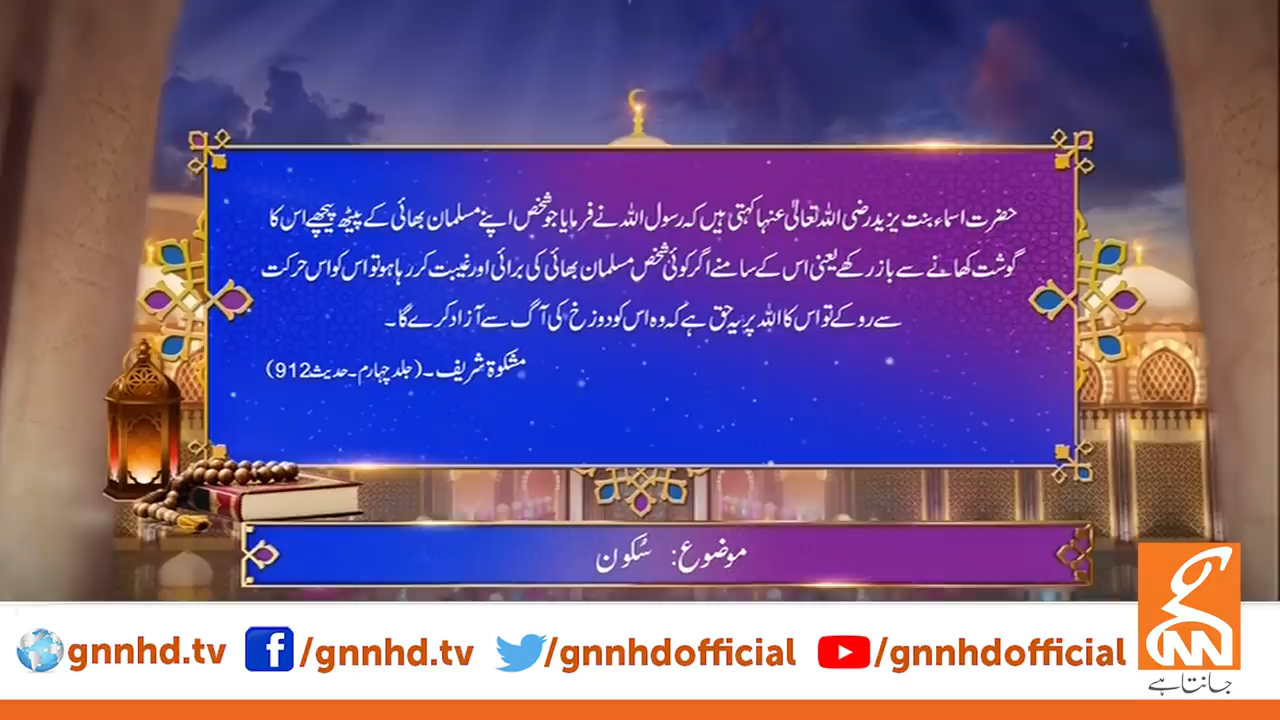 حضرت اسماء بنت یزید رضی اللہ تعالیٰ عنہا کہتی ہیں کہ رسول اللہ نے فرمایا جو شخص اپنے مسلمان بھائی کے پیٹھ پیچھے اس کا
گوشت کھانے سے باز رکھے یعنی اس کے سامنے اگر کوئی شخص مسلمان بھائی کی برائی اور غیبت کر رہا ہو تو اس کو اس حرکت
سے روکے تو اس کا اللہ پر یہ حق ہے کہ وہ اس کو دوزخ کی آگ سے آزاد کرے گا۔
مشکوۃ شریف۔ (جلد چہارم۔ حدیث 912)
موضوع: سکون
gnnhd.tv /gnnhd.tv /gnnhdofficial /gnnhdofficial
GNN
جانتا ہے